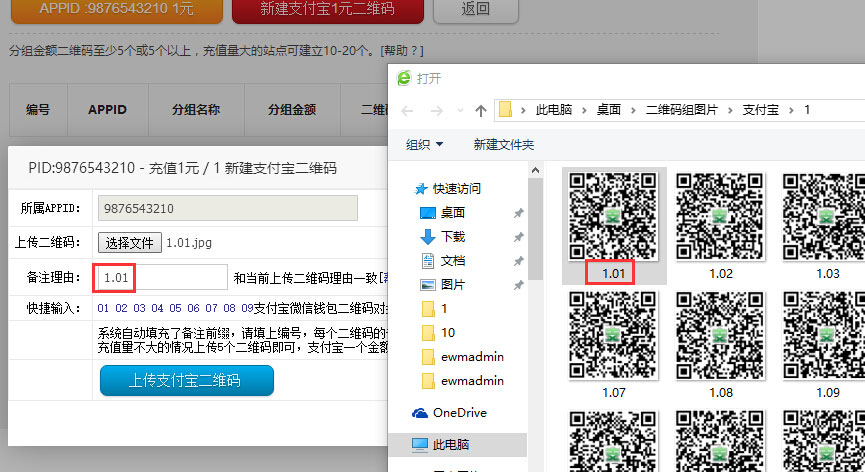 APPID :9876543210 1元
新建支付宝1元二维码
返回
分组金额二维码至少5个或5个以上，充值量大的站点可建立10-20个。[帮助？]
编号 APPID 分组名称 分组金额
PID:9876543210 - 充值1元 / 1 新建支付宝二维码
所属APPID: 9876543210
上传二维码: 选择文件 1.01.jpg
备注理由: 1.01 和当前上传二维码理由一致
快捷输入: 01 02 03 04 05 06 07 08 09支付宝微信钱包二维码对
系统自动填充了备注前缀，请填上编号，每个二维码的
充值量不大的情况上传5个二维码即可，支付宝一个金额
上传支付宝二维码
打开
此电脑 › 桌面 › 二维码组图片 › 支付宝 › 1
组织 新建文件夹
快速访问
桌面
下载
文档
图片
1
10
ewmadmin
ewmadmin
OneDrive
此电脑
1.01 1.02 1.03
1.07 1.08 1.09